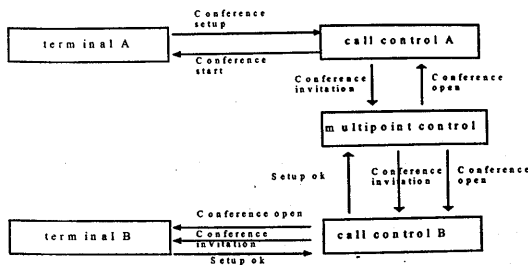 Conference
setup
terminal A
call control A
Conference
start
Conference
invitation
Conference
open
multipoint control
Setup ok
Conference
invitation
Conference
open
Conference open
terminal B
Conference
invitation
call control B
Setup ok